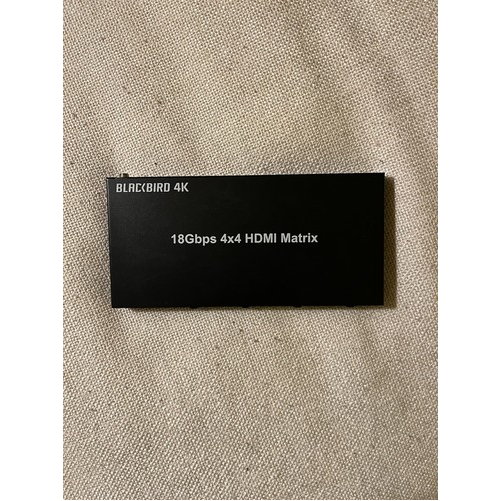 BLACKBIRD 4K
18Gbps 4x4 HDMI Matrix